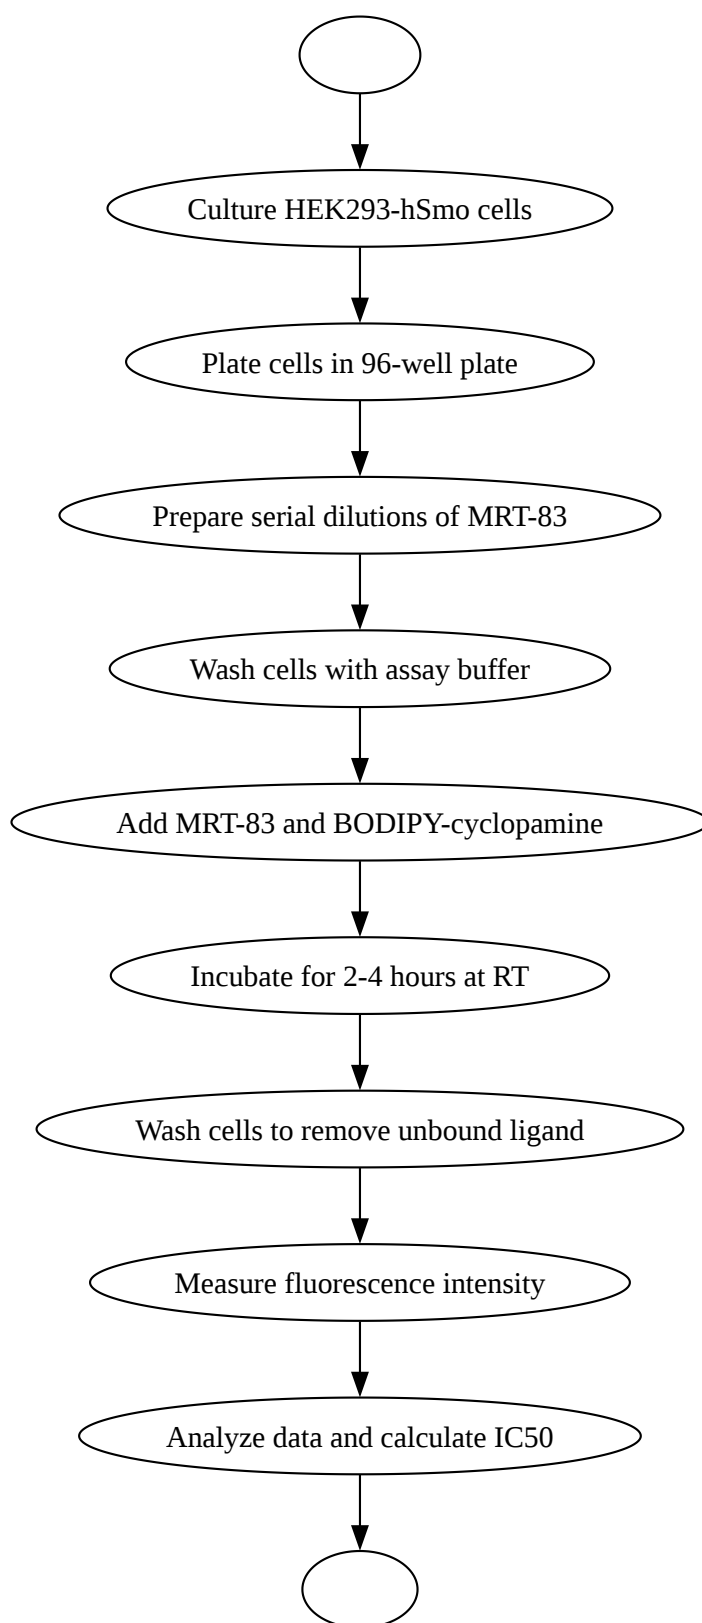 Culture HEK293-hSmo cells
Plate cells in 96-well plate
Prepare serial dilutions of MRT-83
Wash cells with assay buffer
Add MRT-83 and BODIPY-cyclopamine
Incubate for 2-4 hours at RT
Wash cells to remove unbound ligand
Measure fluorescence intensity
Analyze data and calculate IC50